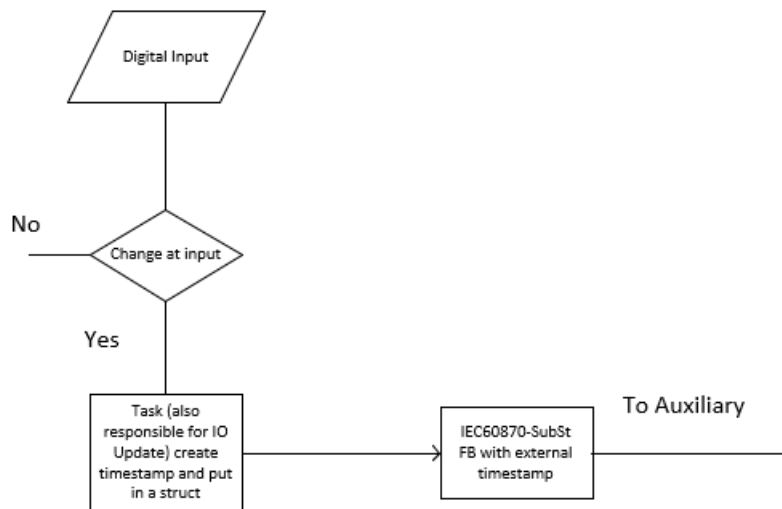 Digital Input
No
Change at input
Yes
Task (also
responsible for IO
Update) create
timestamp and put
in a struct
IEC60870-SubSt
FB with external
timestamp
To Auxiliary